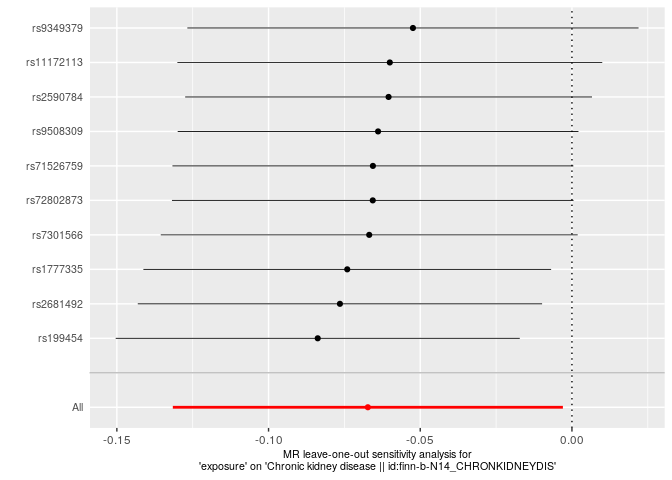 rs9349379
rs11172113
rs2590784
rs9508309
rs71526759
rs72802873
rs7301566
rs1777335
rs2681492
rs199454
All
-0.15 -0.10 -0.05 0.00
MR leave-one-out sensitivity analysis for
'exposure' on 'Chronic kidney disease || id:finn-b-N14_CHRONKIDNEYDIS'